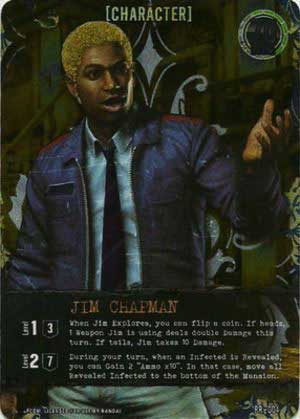 [CHARACTER]
JIM CHAPMAN
Level 1 3
When Jim Explores, you can flip a coin. If heads,
1 Weapon Jim is using deals double Damage this
turn. If tails, Jim takes 10 Damage.
Level 2 7
During your turn, when an Infected is Revealed,
you can Gain 2 "Ammo x10". In that case, move all
Revealed Infected to the bottom of the Mansion.